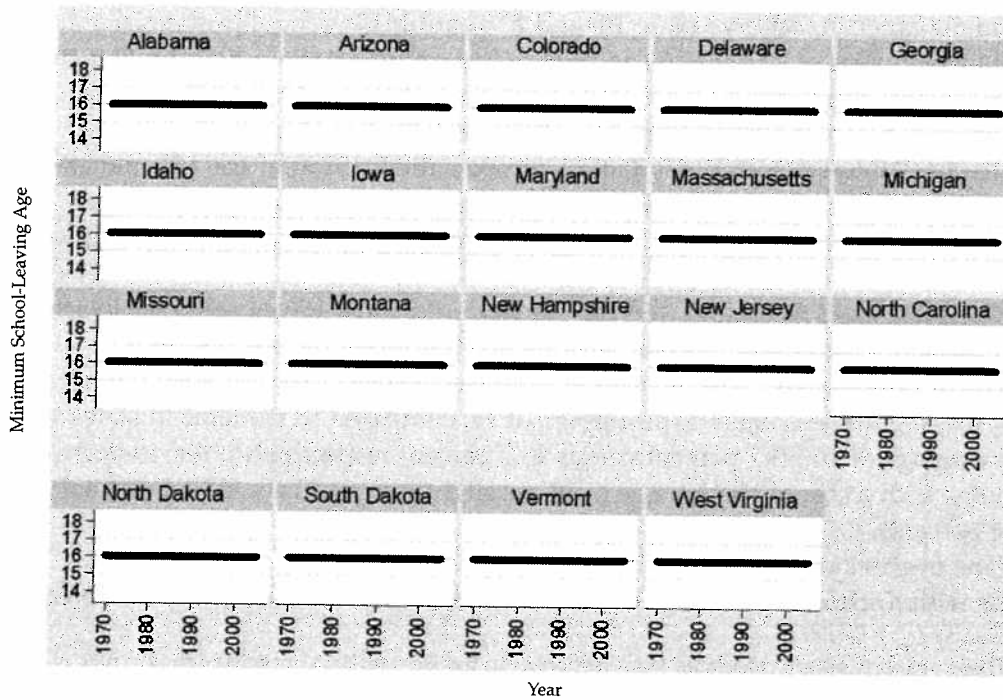 Alabama Arizona Colorado Delaware Georgia
18
17
16
15
14
Idaho Iowa Maryland Massachusetts Michigan
18
17
16
15
14
Minimum School-Leaving Age
Missouri Montana New Hampshire New Jersey North Carolina
18
17
16
15
14
1970 1980 1990 2000
North Dakota South Dakota Vermont West Virginia
18
17
16
15
14
1970 1980 1990 2000 1970 1980 1990 2000 1970 1980 1990 2000 1970 1980 1990 2000
Year